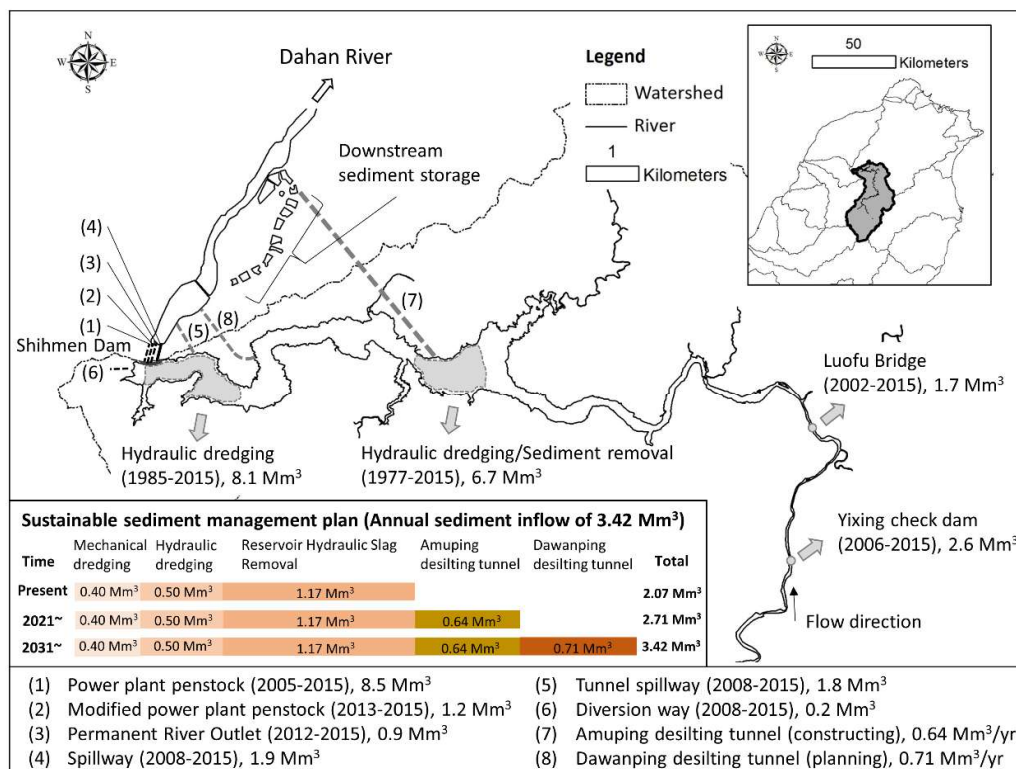 N
W E
S
Dahan River
Legend
Watershed
River
1
Kilometers
N
W E
S
50
Kilometers
Downstream
sediment storage
(4)
(3)
(2)
(1)
Shihmen Dam
(6)
(5)
(8)
(7)
Luofu Bridge
(2002-2015), 1.7 Mm³
Hydraulic dredging
(1985-2015), 8.1 Mm³
Hydraulic dredging/Sediment removal
(1977-2015), 6.7 Mm³
Yixing check dam
(2006-2015), 2.6 Mm³
Flow direction
Sustainable sediment management plan (Annual sediment inflow of 3.42 Mm³)
Time Mechanical dredging Hydraulic dredging Reservoir Hydraulic Slag Removal Amuping desilting tunnel Dawanping desilting tunnel Total
Present 0.40 Mm³ 0.50 Mm³ 1.17 Mm³ 2.07 Mm³
2021~ 0.40 Mm³ 0.50 Mm³ 1.17 Mm³ 0.64 Mm³ 2.71 Mm³
2031~ 0.40 Mm³ 0.50 Mm³ 1.17 Mm³ 0.64 Mm³ 0.71 Mm³ 3.42 Mm³
(1) Power plant penstock (2005-2015), 8.5 Mm³
(2) Modified power plant penstock (2013-2015), 1.2 Mm³
(3) Permanent River Outlet (2012-2015), 0.9 Mm³
(4) Spillway (2008-2015), 1.9 Mm³
(5) Tunnel spillway (2008-2015), 1.8 Mm³
(6) Diversion way (2008-2015), 0.2 Mm³
(7) Amuping desilting tunnel (constructing), 0.64 Mm³/yr
(8) Dawanping desilting tunnel (planning), 0.71 Mm³/yr